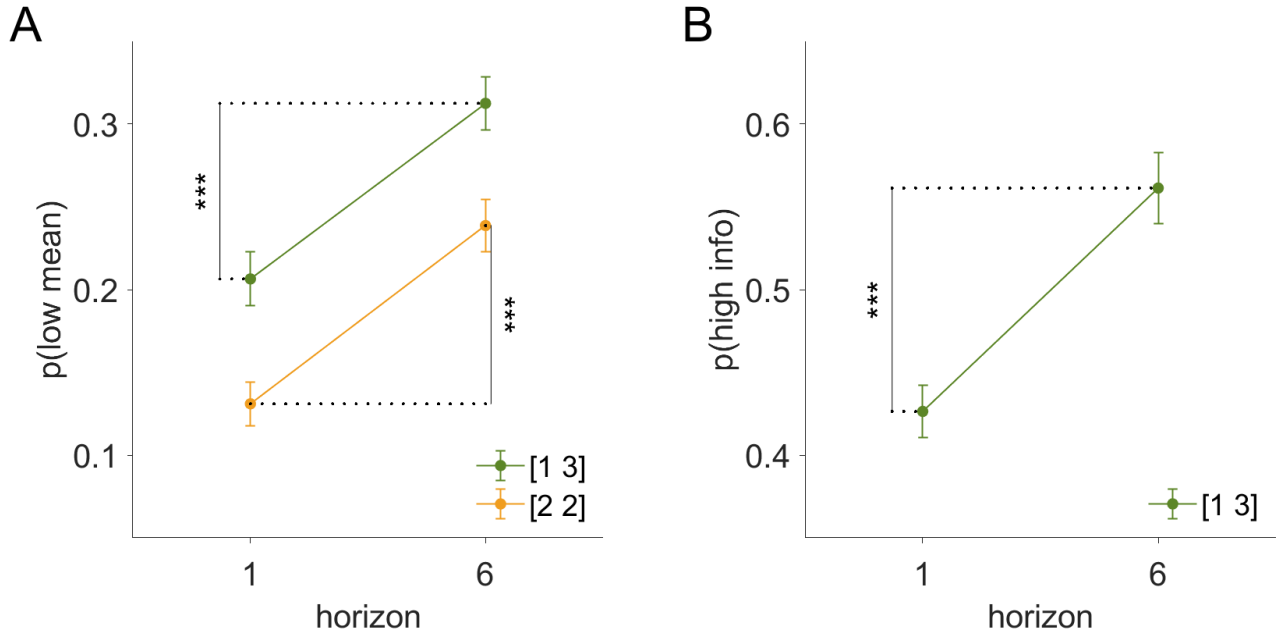 A
p(low mean)
0.3
0.2
0.1
***
***
[1 3]
[2 2]
1
6
horizon
B
p(high info)
0.6
0.5
0.4
***
[1 3]
1
6
horizon